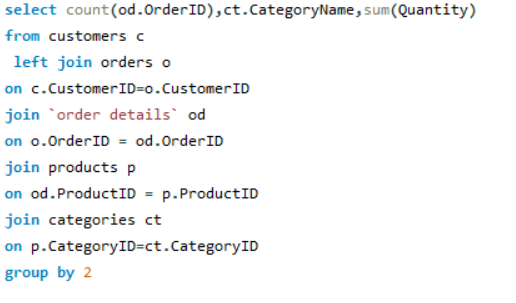 select count(od.OrderID),ct.CategoryName,sum(Quantity)
from customers c
left join orders o
on c.CustomerID=o.CustomerID
join `order details` od
on o.OrderID = od.OrderID
join products p
on od.ProductID = p.ProductID
join categories ct
on p.CategoryID=ct.CategoryID
group by 2